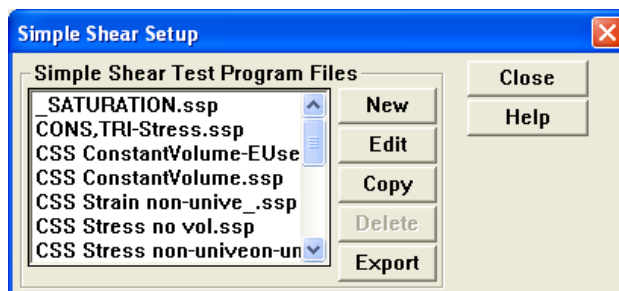 Simple Shear Setup
Simple Shear Test Program Files
_SATURATION.ssp
CONS,TRI-Stress.ssp
CSS ConstantVolume-EUse
CSS ConstantVolume.ssp
CSS Strain non-unive_.ssp
CSS Stress no vol.ssp
CSS Stress non-univeon-un
New
Edit
Copy
Delete
Export
Close
Help